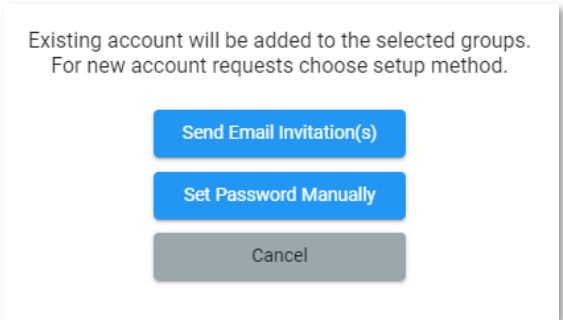 Existing account will be added to the selected groups.
For new account requests choose setup method.
Send Email Invitation(s)
Set Password Manually
Cancel